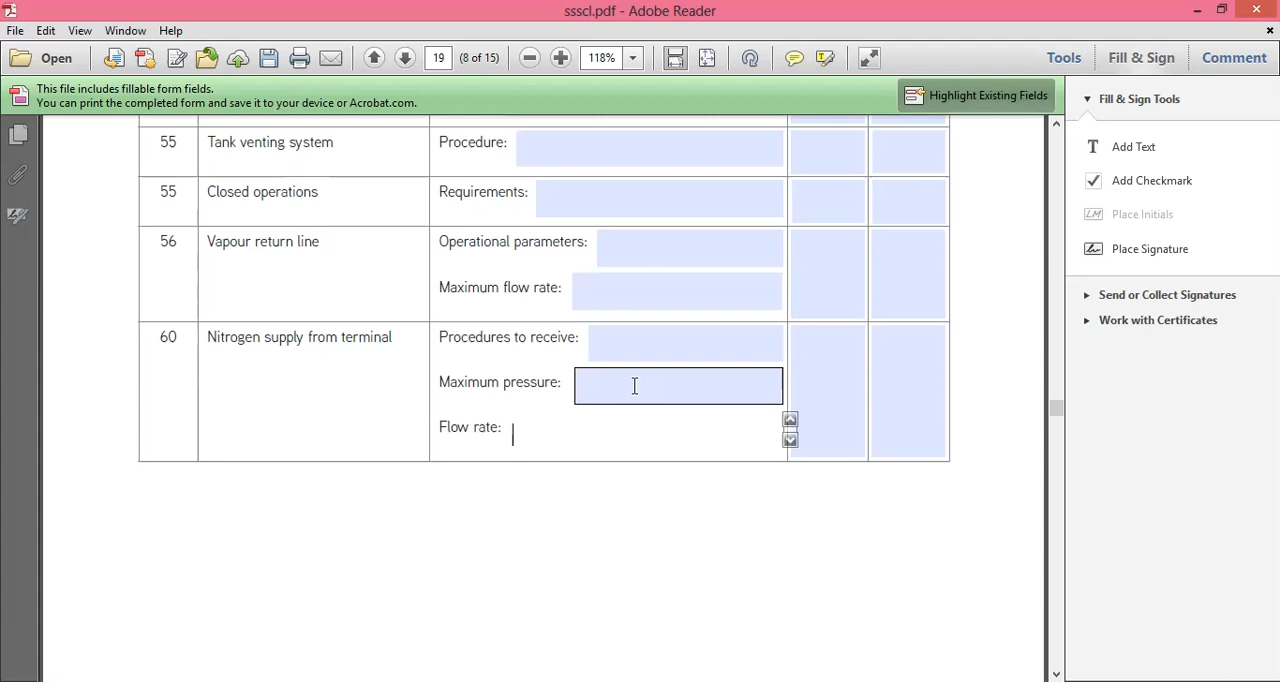 ssscl.pdf - Adobe Reader
File Edit View Window Help
Open 19 (8 of 15) 118% Tools Fill & Sign Comment
This file includes fillable form fields.
You can print the completed form and save it to your device or Acrobat.com.
Highlight Existing Fields
Fill & Sign Tools
Add Text
Add Checkmark
LM Place Initials
Place Signature
Send or Collect Signatures
Work with Certificates
55 Tank venting system Procedure:
55 Closed operations Requirements:
56 Vapour return line Operational parameters:
Maximum flow rate:
60 Nitrogen supply from terminal Procedures to receive:
Maximum pressure:
Flow rate: